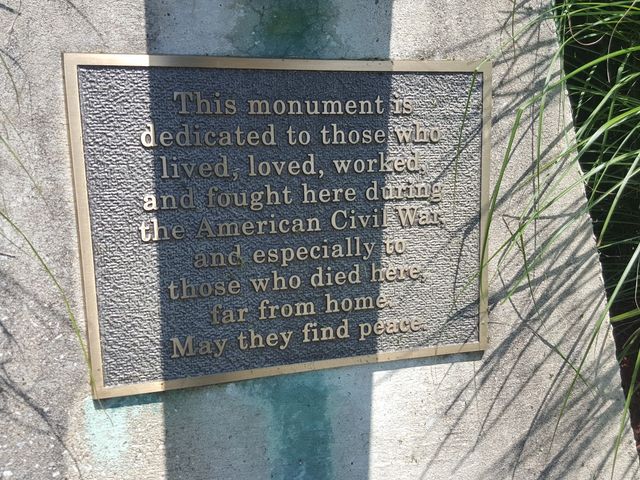 This monument is
dedicated to those who
lived, loved, worked,
and fought here during
the American Civil War,
and especially to
those who died here,
far from home.
May they find peace.